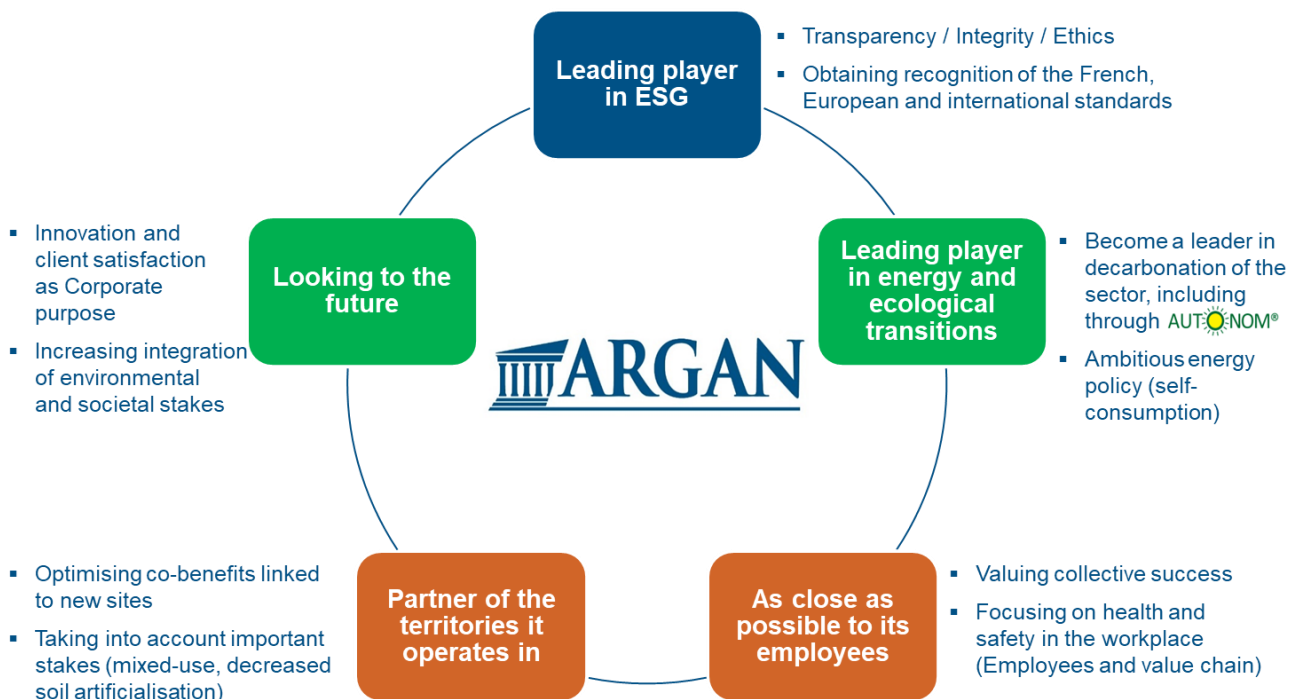 Leading player
in ESG
▪ Transparency / Integrity / Ethics
▪ Obtaining recognition of the French,
European and international standards
Leading player
in energy and
ecological
transitions
▪ Become a leader in
decarbonation of the
sector, including
through AUTONOM®
▪ Ambitious energy
policy (self-
consumption)
As close as
possible to its
employees
▪ Valuing collective success
▪ Focusing on health and
safety in the workplace
(Employees and value chain)
Partner of the
territories it
operates in
▪ Optimising co-benefits linked
to new sites
▪ Taking into account important
stakes (mixed-use, decreased
soil artificialisation)
Looking to the
future
▪ Innovation and
client satisfaction
as Corporate
purpose
▪ Increasing integration
of environmental
and societal stakes
ARGAN